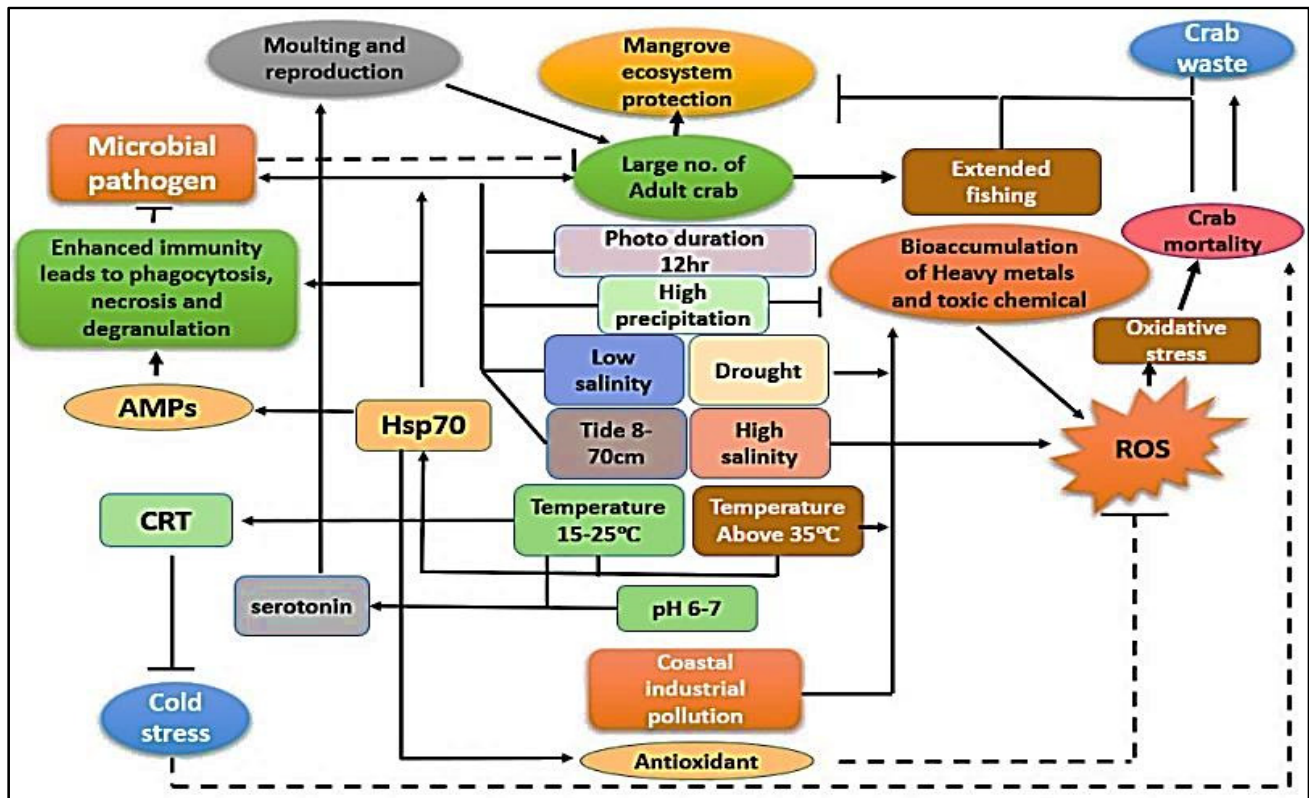 Moulting and
reproduction
Mangrove
ecosystem
protection
Crab
waste
Microbial
pathogen
Large no. of
Adult crab
Extended
fishing
Crab
mortality
Enhanced immunity
leads to phagocytosis,
necrosis and
degranulation
Photo duration
12hr
Bioaccumulation
of Heavy metals
and toxic chemical
High
precipitation
Oxidative
stress
Low
salinity
Drought
AMPs
Hsp70
Tide 8-
70cm
High
salinity
ROS
CRT
Temperature
15-25°C
Temperature
Above 35°C
serotonin
pH 6-7
Coastal
industrial
pollution
Cold
stress
Antioxidant